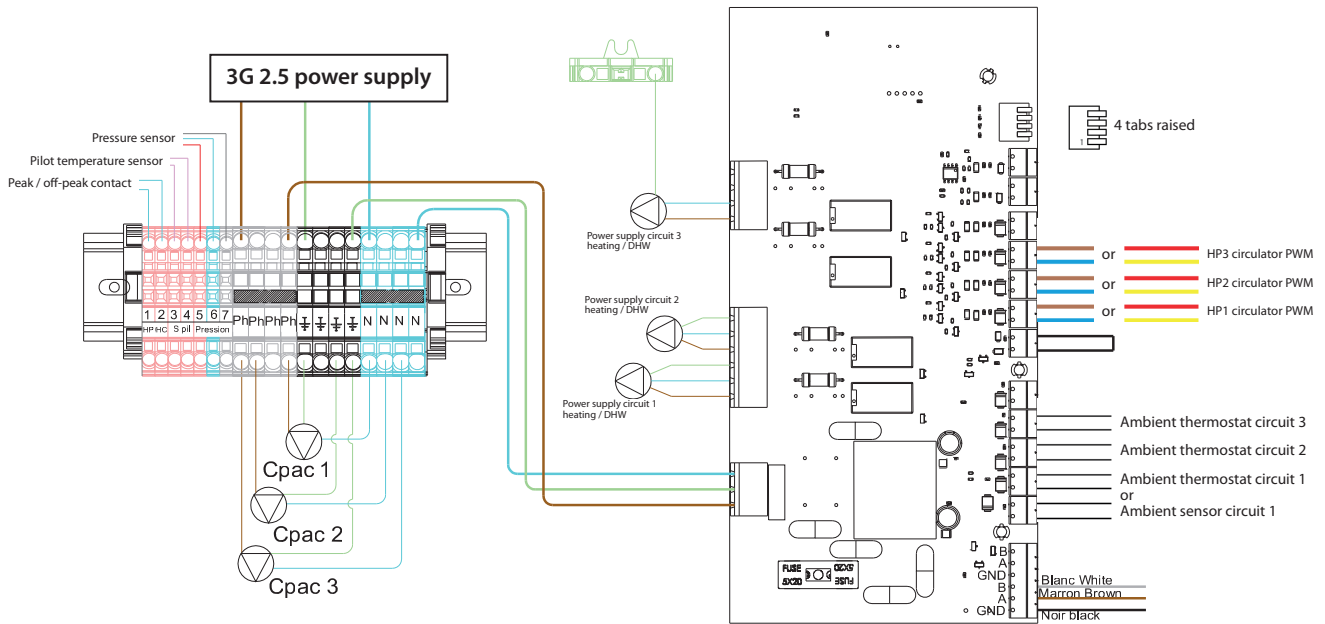 3G 2.5 power supply
Pressure sensor
Pilot temperature sensor
Peak / off-peak contact
1 2 3 4 5 6 7
HP HC S pil Pression
Ph Ph Ph Ph N N N N
Cpac 1
Cpac 2
Cpac 3
Power supply circuit 3
heating / DHW
Power supply circuit 2
heating / DHW
Power supply circuit 1
heating / DHW
1
4 tabs raised
or
HP3 circulator PWM
or
HP2 circulator PWM
or
HP1 circulator PWM
Ambient thermostat circuit 3
Ambient thermostat circuit 2
Ambient thermostat circuit 1
or
Ambient sensor circuit 1
FUSE
5X20
FUSE
5X20
B
A
GND
B
A
GND
Blanc White
Marron Brown
Noir black